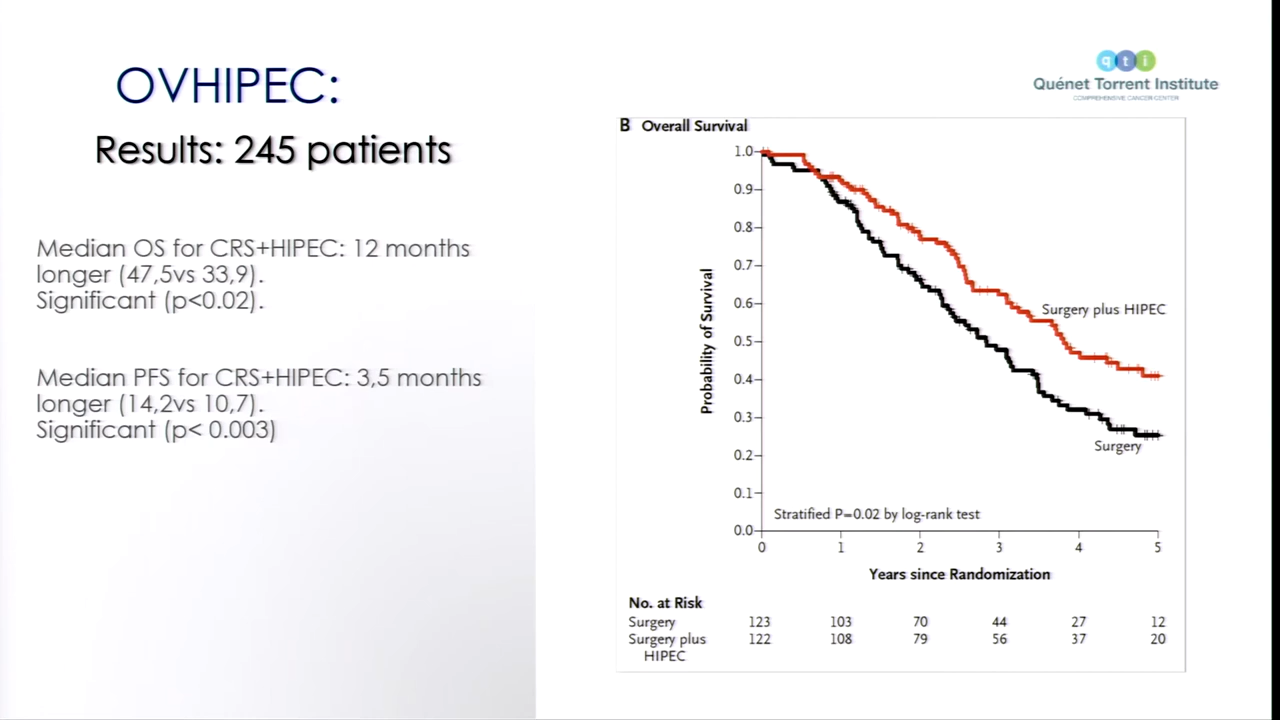 OVHIPEC:
Results: 245 patients
Median OS for CRS+HIPEC: 12 months
longer (47,5vs 33,9).
Significant (p<0.02).
Median PFS for CRS+HIPEC: 3,5 months
longer (14,2vs 10,7).
Significant (p< 0.003)
qti
Quénet Torrent Institute
COMPREHENSIVE CANCER CENTER
B Overall Survival
Probability of Survival
1.0
0.9
0.8
0.7
0.6
0.5
0.4
0.3
0.2
0.1
0.0
Surgery plus HIPEC
Surgery
Stratified P=0.02 by log-rank test
0 1 2 3 4 5
Years since Randomization
No. at Risk
Surgery 123 103 70 44 27 12
Surgery plus 122 108 79 56 37 20
HIPEC